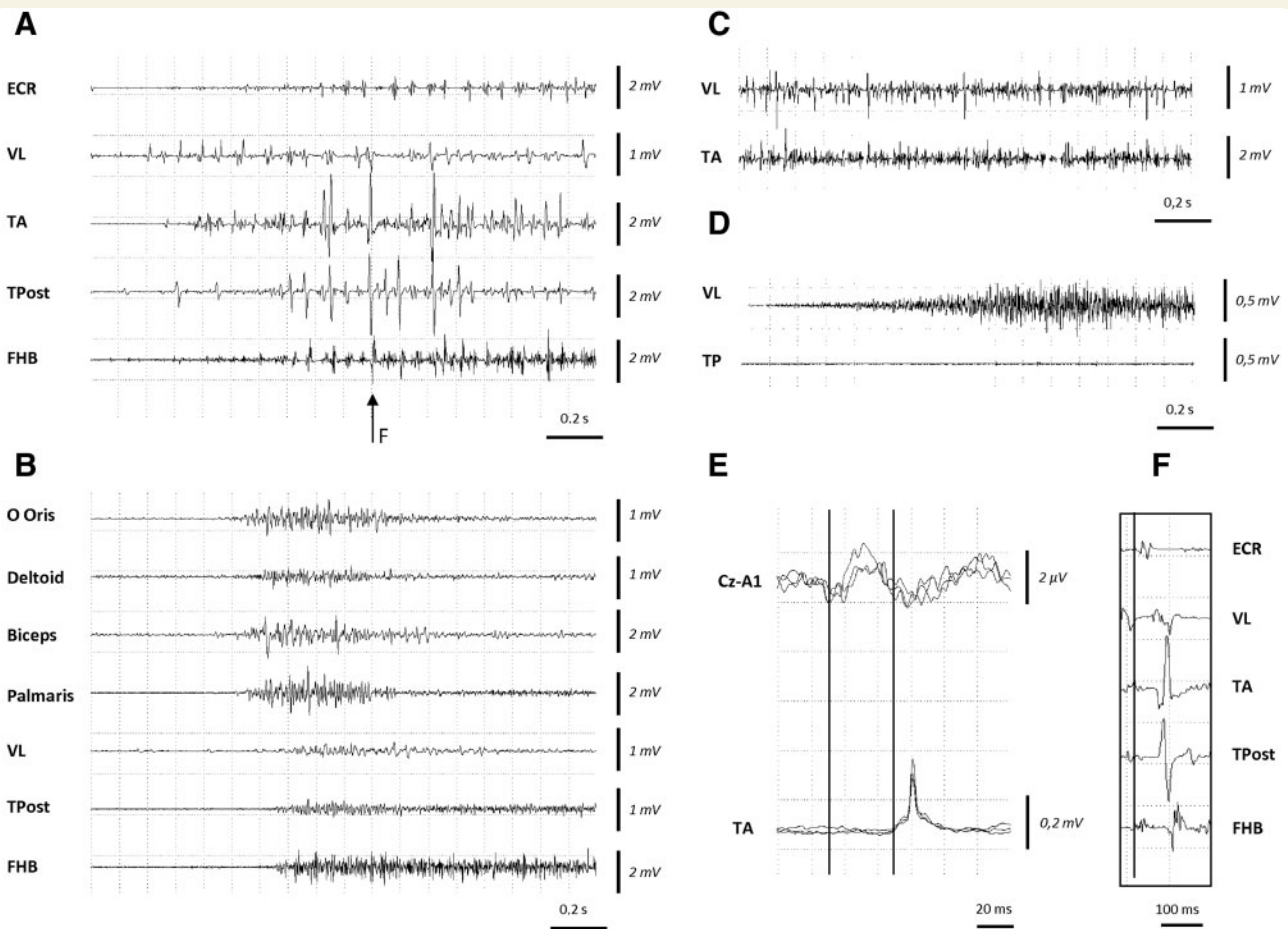 A
ECR
2 mV
VL
1 mV
TA
2 mV
TPost
2 mV
FHB
2 mV
F
0.2 s
B
O Oris
1 mV
Deltoid
1 mV
Biceps
2 mV
Palmaris
2 mV
VL
1 mV
TPost
1 mV
FHB
2 mV
0.2 s
C
VL
1 mV
TA
2 mV
0,2 s
D
VL
0,5 mV
TP
0,5 mV
0.2 s
E
Cz-A1
2 µV
TA
0,2 mV
20 ms
F
ECR
VL
TA
TPost
FHB
100 ms